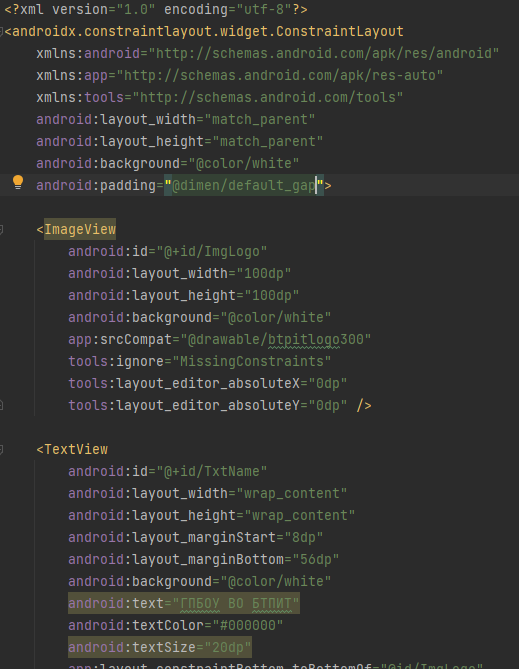 <?xml version="1.0" encoding="utf-8"?>
<androidx.constraintlayout.widget.ConstraintLayout
xmlns:android="http://schemas.android.com/apk/res/android"
xmlns:app="http://schemas.android.com/apk/res-auto"
xmlns:tools="http://schemas.android.com/tools"
android:layout_width="match_parent"
android:layout_height="match_parent"
android:background="@color/white"
android:padding="@dimen/default_gap">
<ImageView
android:id="@+id/ImgLogo"
android:layout_width="100dp"
android:layout_height="100dp"
android:background="@color/white"
app:srcCompat="@drawable/btpitlogo300"
tools:ignore="MissingConstraints"
tools:layout_editor_absoluteX="0dp"
tools:layout_editor_absoluteY="0dp" />
<TextView
android:id="@+id/TxtName"
android:layout_width="wrap_content"
android:layout_height="wrap_content"
android:layout_marginStart="8dp"
android:layout_marginBottom="56dp"
android:background="@color/white"
android:text="ГПБОУ ВО БТПИТ"
android:textColor="#000000"
android:textSize="20dp"
app:layout_constraintBottom_toBottomOf="@id/ImgLogo"